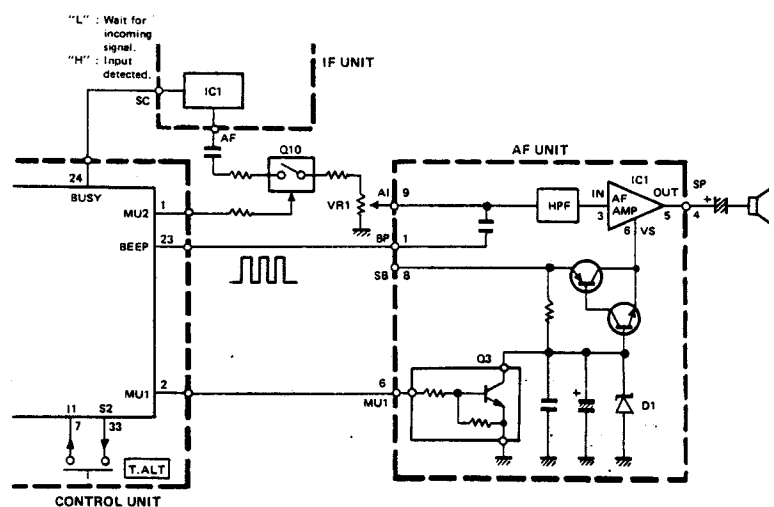 "L" : Wait for
incoming
signal.
"H" : Input
detected.
IF UNIT
IC1
SC
AF
Q10
AF UNIT
24
BUSY
MU2
1
VR1
AI
9
HPF
IN
3
IC1
AF
AMP
6
VS
OUT
5
SP
4
+
BEEP
23
BP
1
SB
8
Q3
MU1
2
6
MU1
+
D1
I1
7
S2
33
T.ALT
CONTROL UNIT